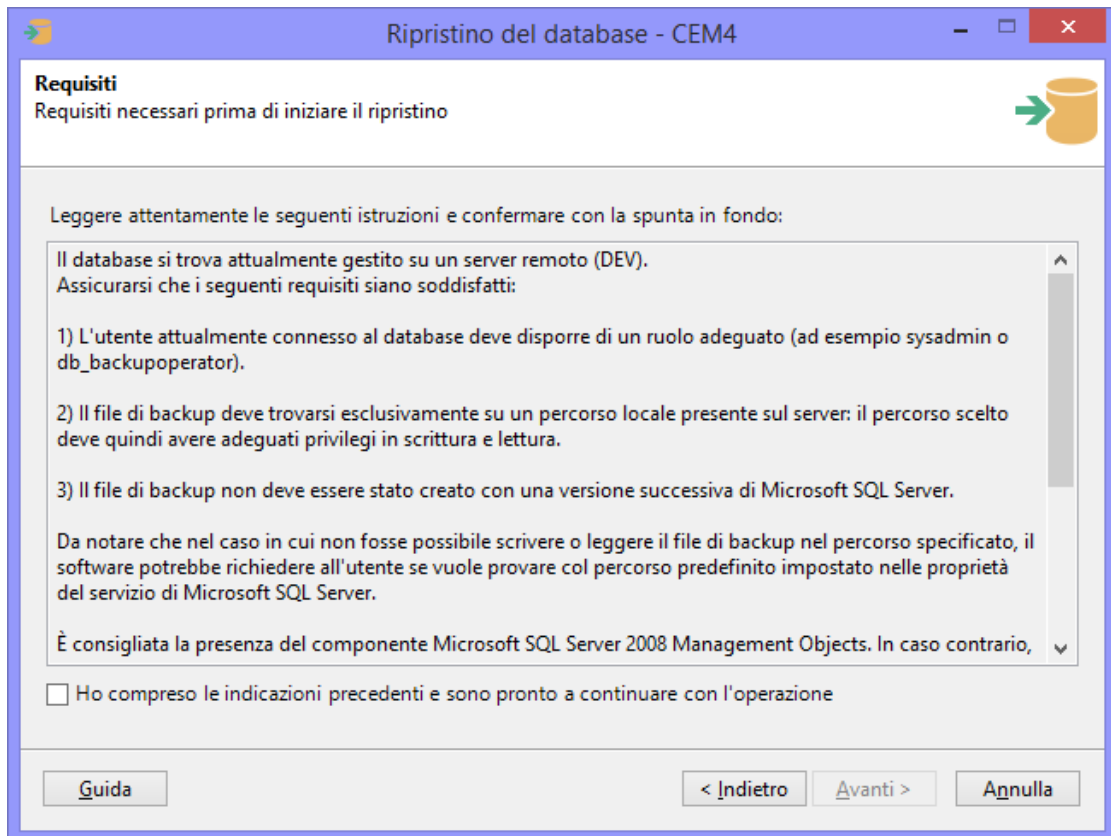 Ripristino del database - CEM4
Requisiti
Requisiti necessari prima di iniziare il ripristino
Leggere attentamente le seguenti istruzioni e confermare con la spunta in fondo:
Il database si trova attualmente gestito su un server remoto (DEV).
Assicurarsi che i seguenti requisiti siano soddisfatti:
1) L'utente attualmente connesso al database deve disporre di un ruolo adeguato (ad esempio sysadmin o
db_backupoperator).
2) Il file di backup deve trovarsi esclusivamente su un percorso locale presente sul server: il percorso scelto
deve quindi avere adeguati privilegi in scrittura e lettura.
3) Il file di backup non deve essere stato creato con una versione successiva di Microsoft SQL Server.
Da notare che nel caso in cui non fosse possibile scrivere o leggere il file di backup nel percorso specificato, il
software potrebbe richiedere all'utente se vuole provare col percorso predefinito impostato nelle proprietà
del servizio di Microsoft SQL Server.
È consigliata la presenza del componente Microsoft SQL Server 2008 Management Objects. In caso contrario,
Ho compreso le indicazioni precedenti e sono pronto a continuare con l'operazione
Guida
< Indietro
Avanti >
Annulla